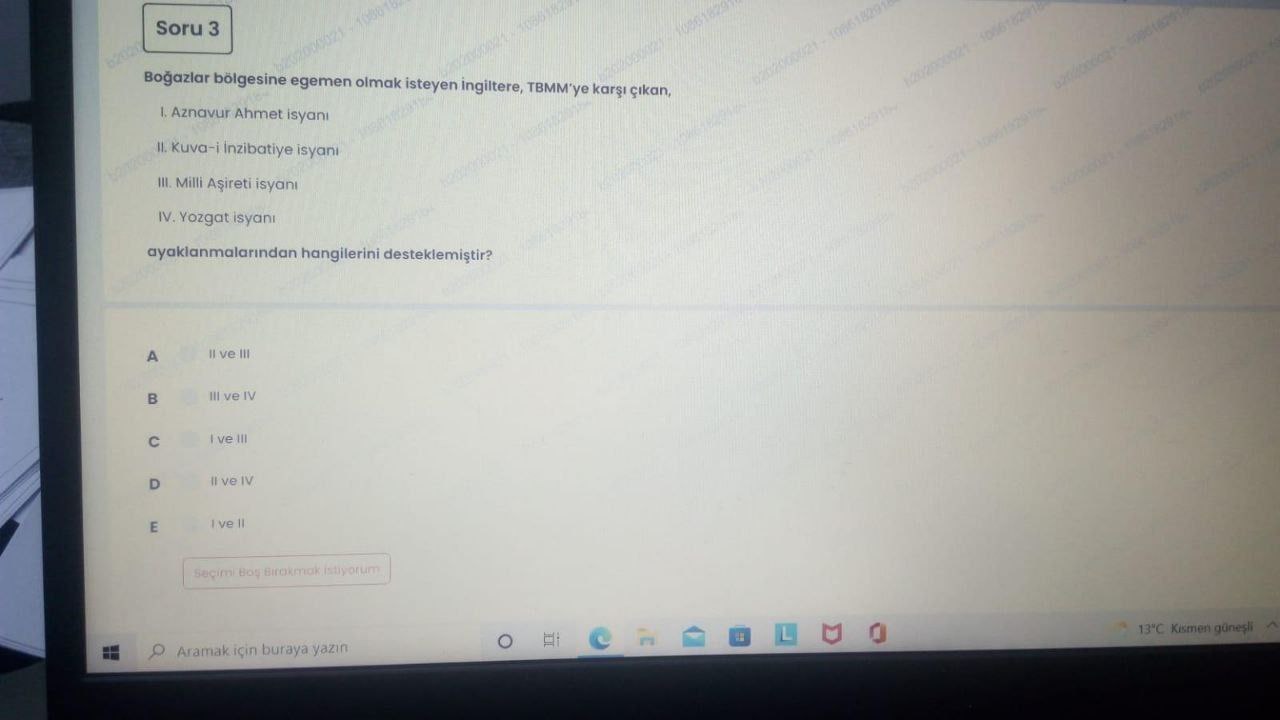 Soru 3
Boğazlar bölgesine egemen olmak isteyen İngiltere, TBMM'ye karşı çıkan,
I. Aznavur Ahmet isyanı
II. Kuva-i İnzibatiye isyanı
III. Milli Aşireti isyanı
IV. Yozgat isyanı
ayaklanmalarından hangilerini desteklemiştir?
A II ve III
B III ve IV
C I ve III
D II ve IV
E I ve II
Seçimi Boş Bırakmak İstiyorum
Aramak için buraya yazın
13°C Kısmen güneşli